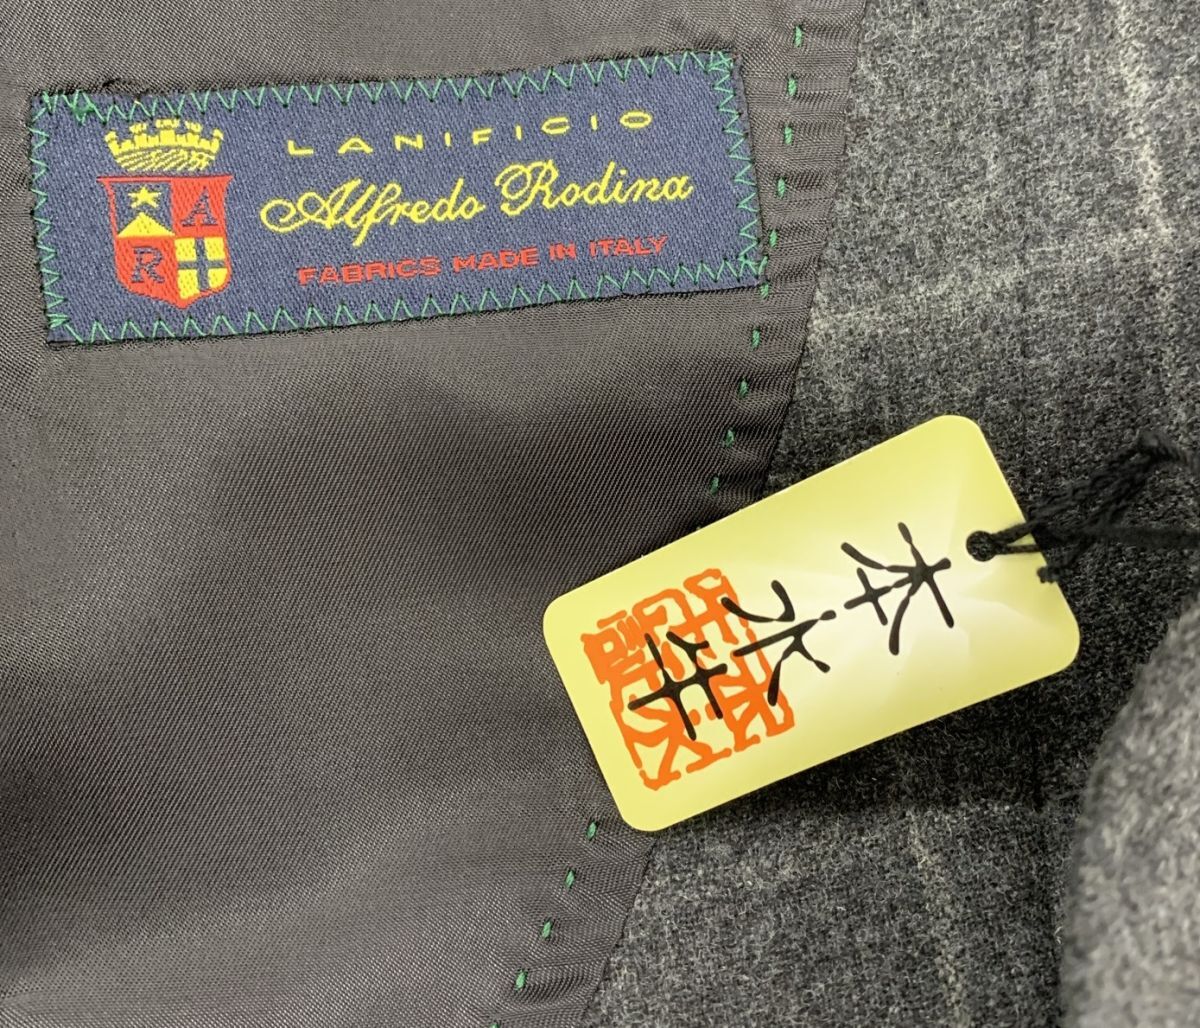 LANIFICIO
Alfredo Rodina
FABRICS MADE IN ITALY
A
R
本水牛